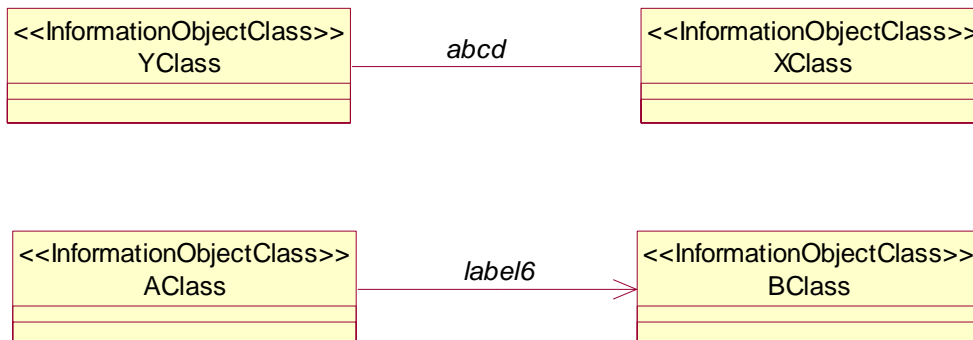 <<InformationObjectClass>>
YClass
abcd
<<InformationObjectClass>>
XClass
<<InformationObjectClass>>
AClass
label6
<<InformationObjectClass>>
BClass